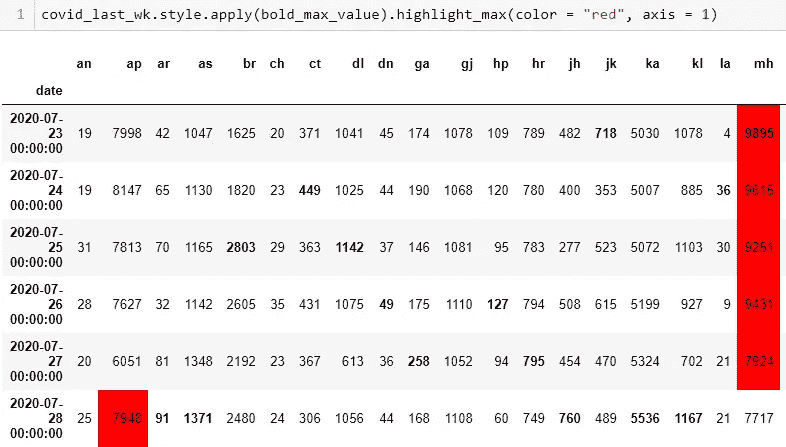 1 covid_last_wk.style.apply(bold_max_value).highlight_max(color = "red", axis = 1)
an ap ar as br ch ct dl dn ga gj hp hr jh jk ka kl la mh
date
2020-07-
23 19 7998 42 1047 1625 20 371 1041 45 174 1078 109 789 482 718 5030 1078 4 9895
00:00:00
2020-07-
24 19 8147 65 1130 1820 23 449 1025 44 190 1068 120 780 400 353 5007 885 36 9615
00:00:00
2020-07-
25 31 7813 70 1165 2803 29 363 1142 37 146 1081 95 783 277 523 5072 1103 30 9251
00:00:00
2020-07-
26 28 7627 32 1142 2605 35 431 1075 49 175 1110 127 794 508 615 5199 927 9 9431
00:00:00
2020-07-
27 20 6051 81 1348 2192 23 367 613 36 258 1052 94 795 454 470 5324 702 21 7924
00:00:00
2020-07-
28 25 7948 91 1371 2480 24 306 1056 44 168 1108 60 749 760 489 5536 1167 21 7717
00:00:00